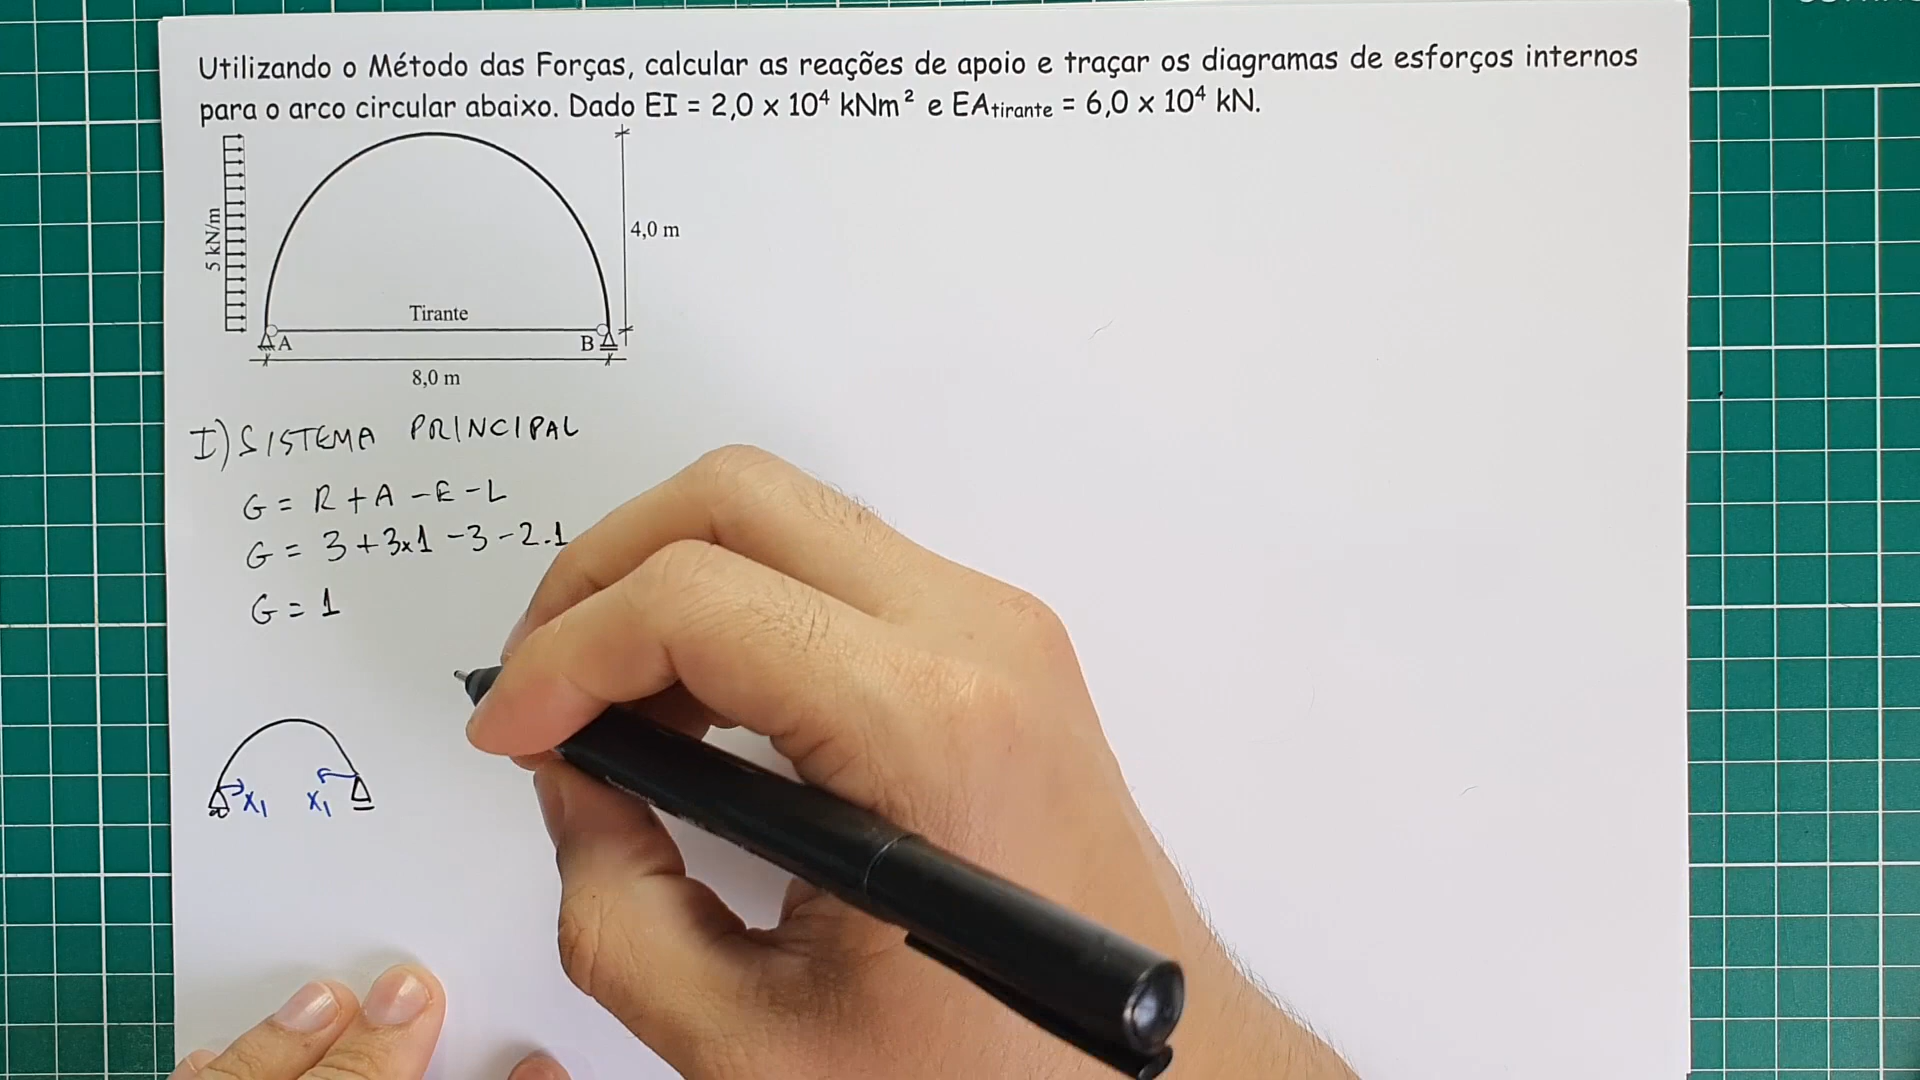 Utilizando o Método das Forças, calcular as reações de apoio e traçar os diagramas de esforços internos
para o arco circular abaixo. Dado EI = 2,0 x 10⁴ kNm² e EAtirante = 6,0 x 10⁴ kN.
5 kN/m
4,0 m
Tirante
A
B
8,0 m
I) SISTEMA PRINCIPAL
G = R + A - E - L
G = 3 + 3x1 - 3 - 2.1
G = 1
X1 X1